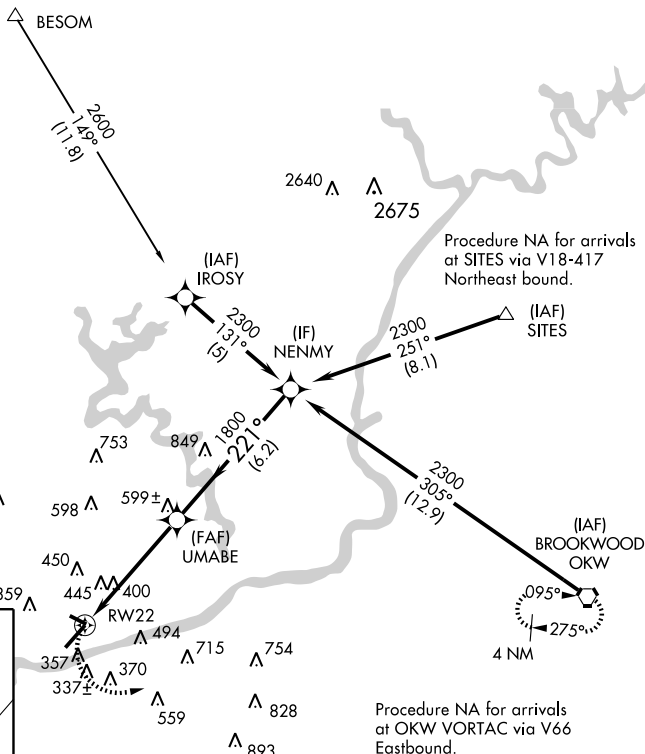 BESOM
2600
149°
(11.8)
2640
2675
Procedure NA for arrivals
at SITES via V18-417
Northeast bound.
(IAF)
IROSY
2300
131°
(5)
(IF)
NENMY
2300
251°
(8.1)
(IAF)
SITES
753
849
1800
221°
(6.2)
2300
305°
(12.9)
598
599±
(FAF)
UMABE
(IAF)
BROOKWOOD
OKW
095°
275°
4 NM
450
445
400
359
RW22
494
357
337±
370
715
754
559
828
893
Procedure NA for arrivals
at OKW VORTAC via V66
Eastbound.